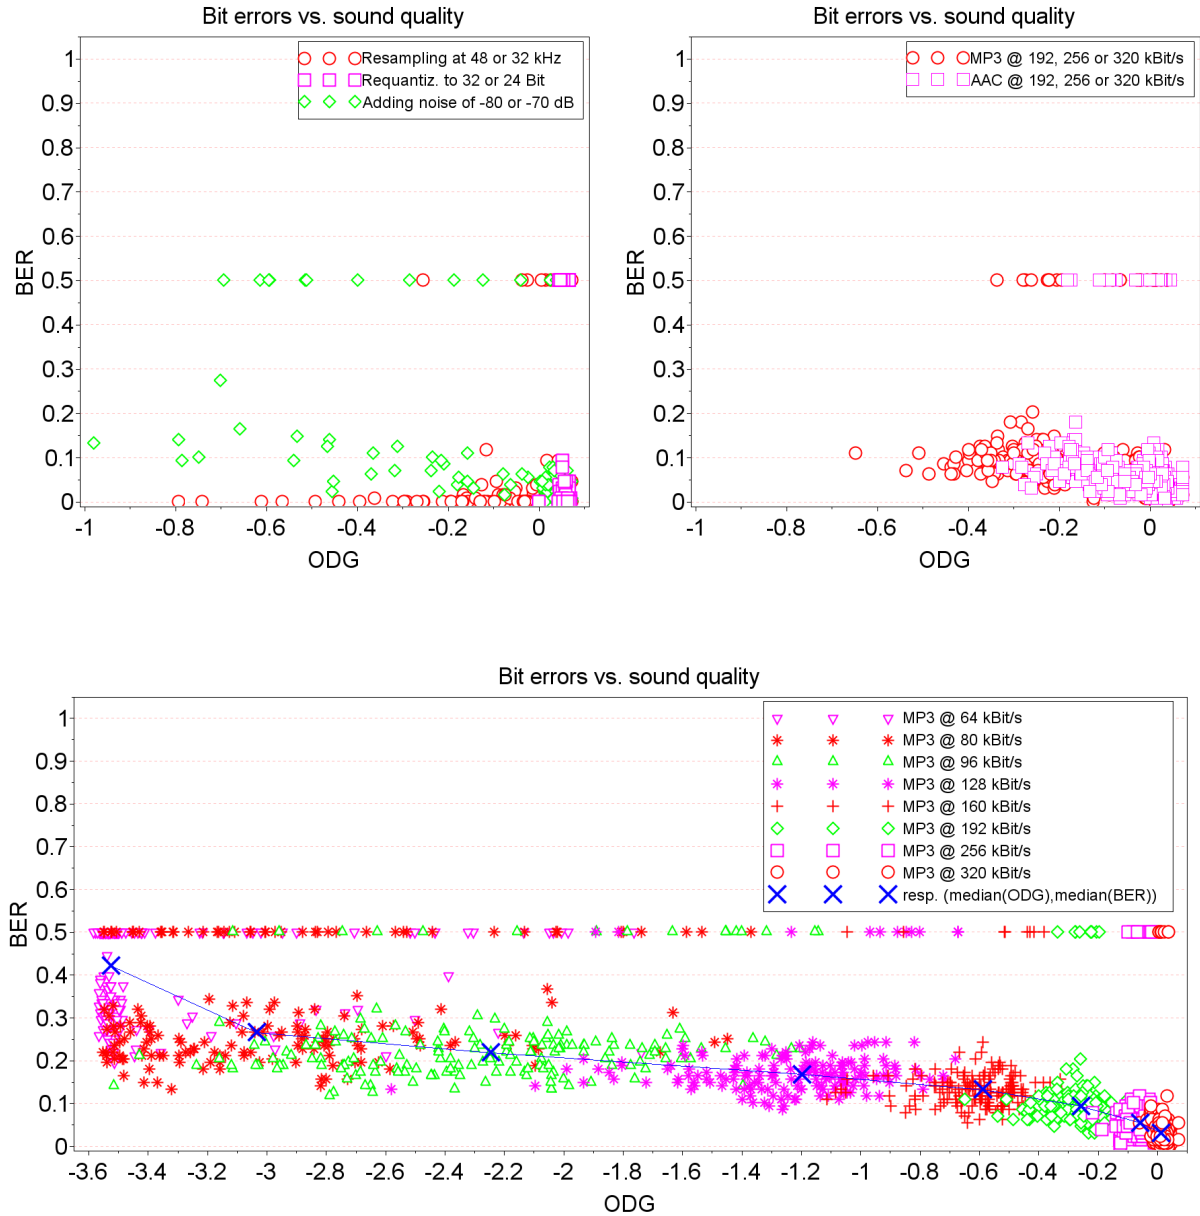 Bit errors vs. sound quality
Resampling at 48 or 32 kHz
Requantiz. to 32 or 24 Bit
Adding noise of -80 or -70 dB
BER
1
0.9
0.8
0.7
0.6
0.5
0.4
0.3
0.2
0.1
0
-1 -0.8 -0.6 -0.4 -0.2 0
ODG
Bit errors vs. sound quality
MP3 @ 192, 256 or 320 kBit/s
AAC @ 192, 256 or 320 kBit/s
BER
1
0.9
0.8
0.7
0.6
0.5
0.4
0.3
0.2
0.1
0
-1 -0.8 -0.6 -0.4 -0.2 0
ODG
Bit errors vs. sound quality
MP3 @ 64 kBit/s
MP3 @ 80 kBit/s
MP3 @ 96 kBit/s
MP3 @ 128 kBit/s
MP3 @ 160 kBit/s
MP3 @ 192 kBit/s
MP3 @ 256 kBit/s
MP3 @ 320 kBit/s
resp. (median(ODG),median(BER))
BER
1
0.9
0.8
0.7
0.6
0.5
0.4
0.3
0.2
0.1
0
-3.6 -3.4 -3.2 -3 -2.8 -2.6 -2.4 -2.2 -2 -1.8 -1.6 -1.4 -1.2 -1 -0.8 -0.6 -0.4 -0.2 0
ODG